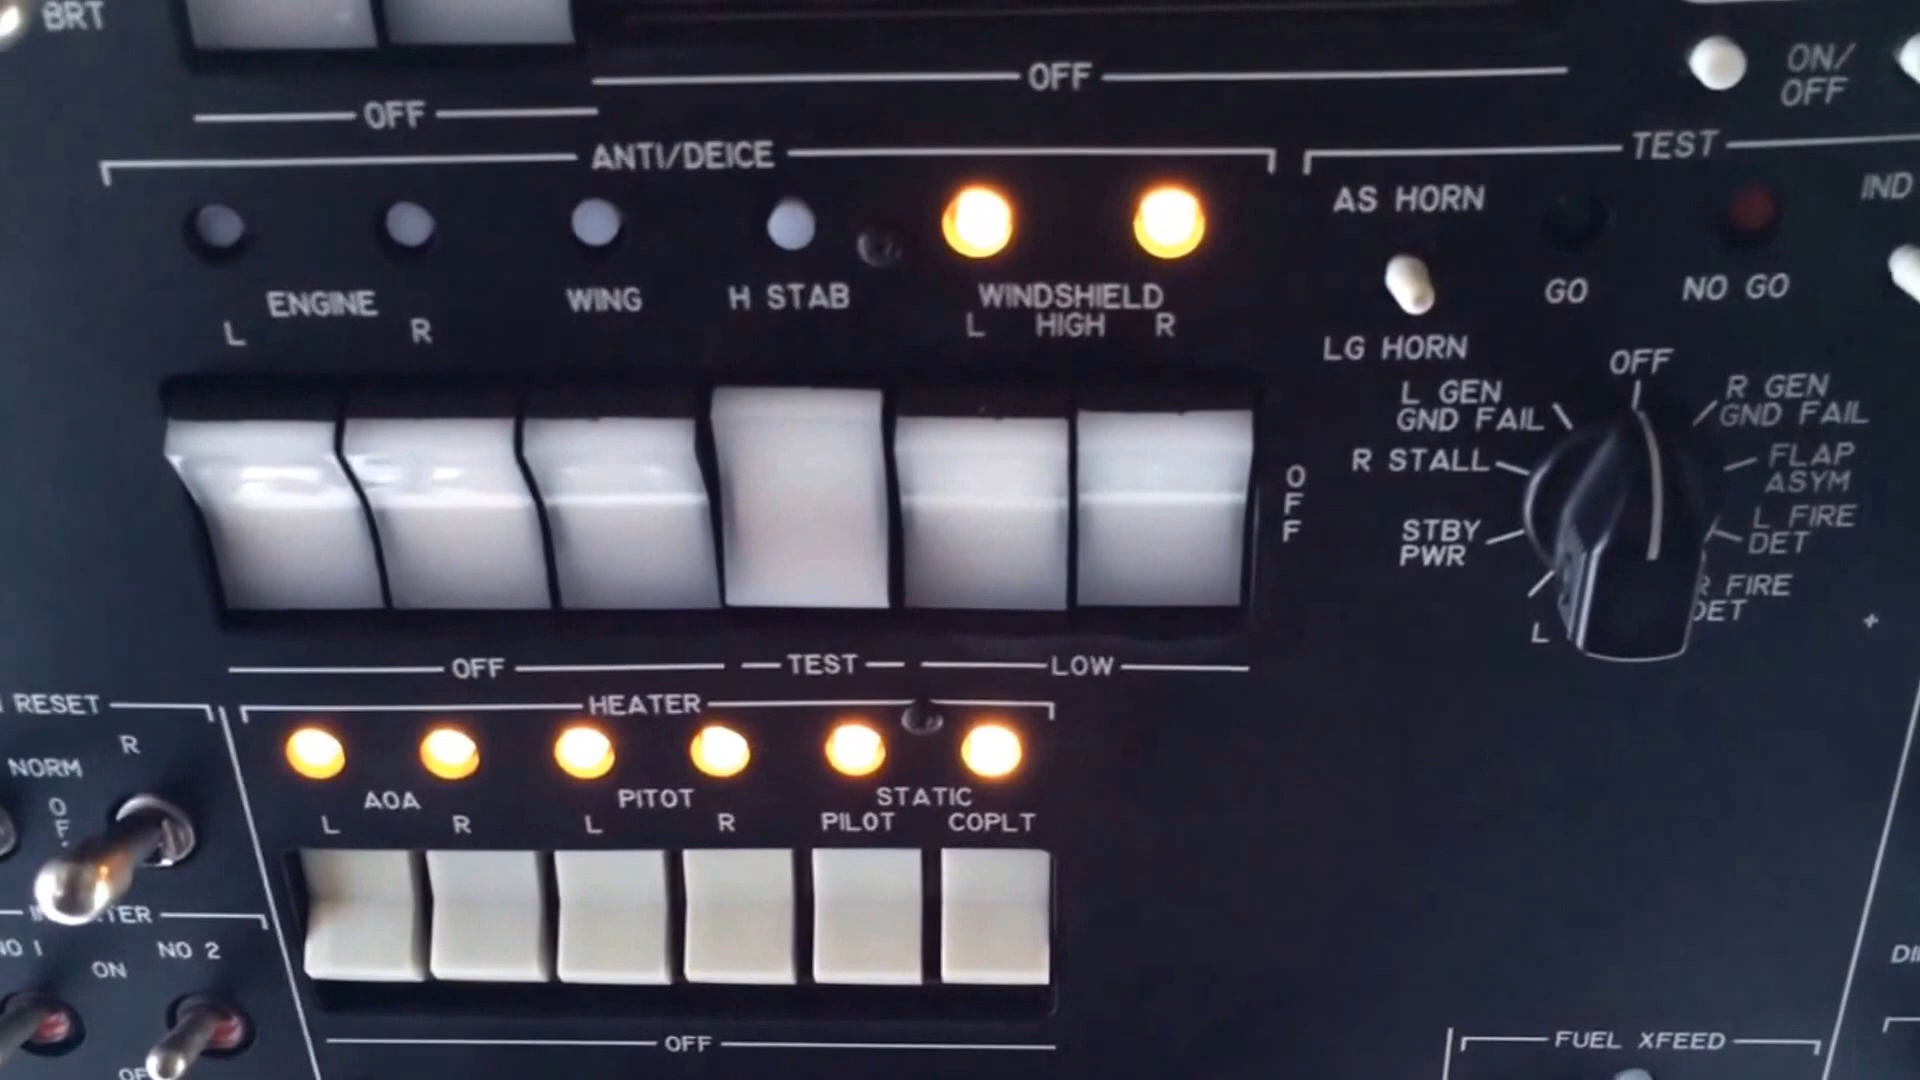 BRT
OFF
OFF
ON/
OFF
ANTI/DEICE
TEST
AS HORN
IND
GO
NO GO
ENGINE
L
R
WING
H STAB
WINDSHIELD
L HIGH R
LG HORN
OFF
L GEN
GND FAIL
R GEN
GND FAIL
R STALL
FLAP
ASYM
OFF
STBY
PWR
L FIRE
DET
R FIRE
DET
L
OFF
TEST
LOW
RESET
R
NORM
HEATER
AOA
L R
PITOT
L R
STATIC
PILOT COPLT
NO 1
NO 2
ON
OFF
FUEL XFEED